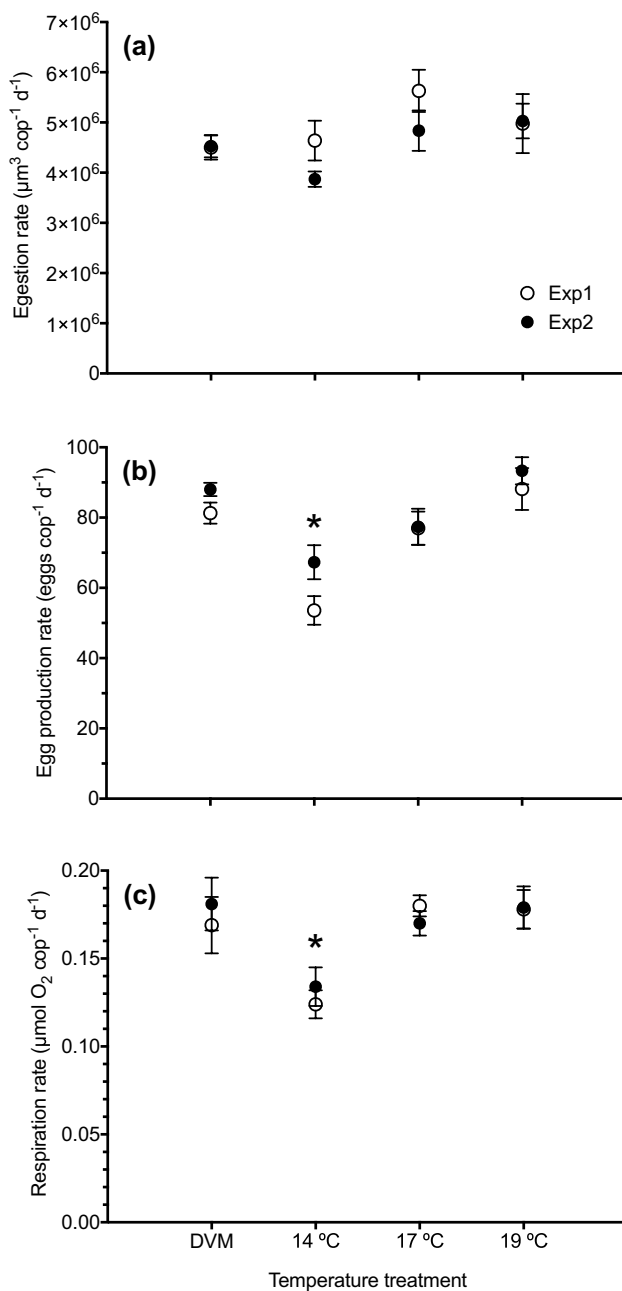 (a)
Egestion rate (µm³ cop⁻¹ d⁻¹)
7×10⁶
6×10⁶
5×10⁶
4×10⁶
3×10⁶
2×10⁶
1×10⁶
0
Exp1
Exp2
(b)
Egg production rate (eggs cop⁻¹ d⁻¹)
100
80
*
60
40
20
0
(c)
Respiration rate (µmol O₂ cop⁻¹ d⁻¹)
0.20
*
0.15
0.10
0.05
0.00
DVM 14 ºC 17 ºC 19 ºC
Temperature treatment